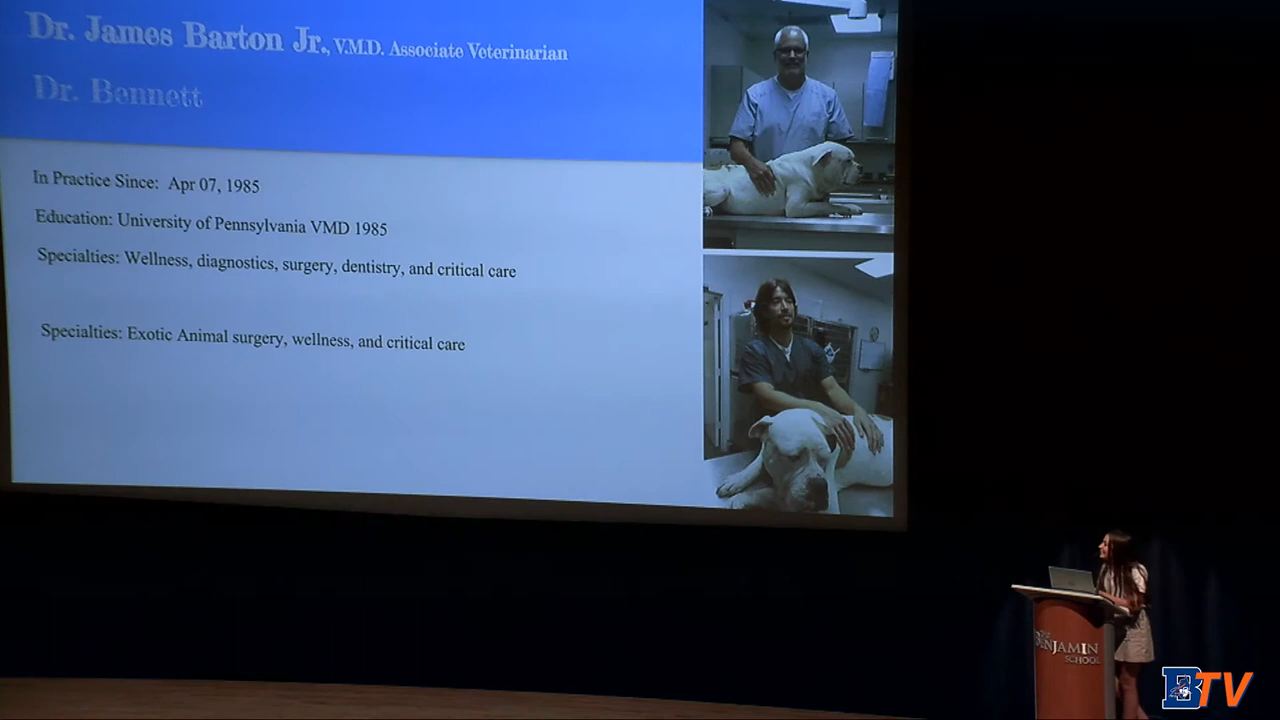 Dr. James Barton Jr., V.M.D. Associate Veterinarian
Dr. Bennett
In Practice Since: Apr 07, 1985
Education: University of Pennsylvania VMD 1985
Specialties: Wellness, diagnostics, surgery, dentistry, and critical care
Specialties: Exotic Animal surgery, wellness, and critical care
THE
BENJAMIN
SCHOOL
BTV